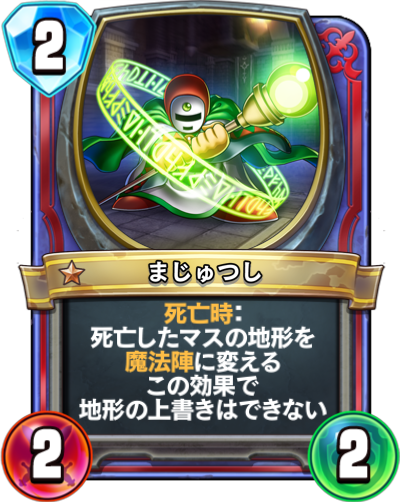 2
まじゅつし
死亡時:
死亡したマスの地形を
魔法陣に変える
この効果で
地形の上書きはできない
2
2